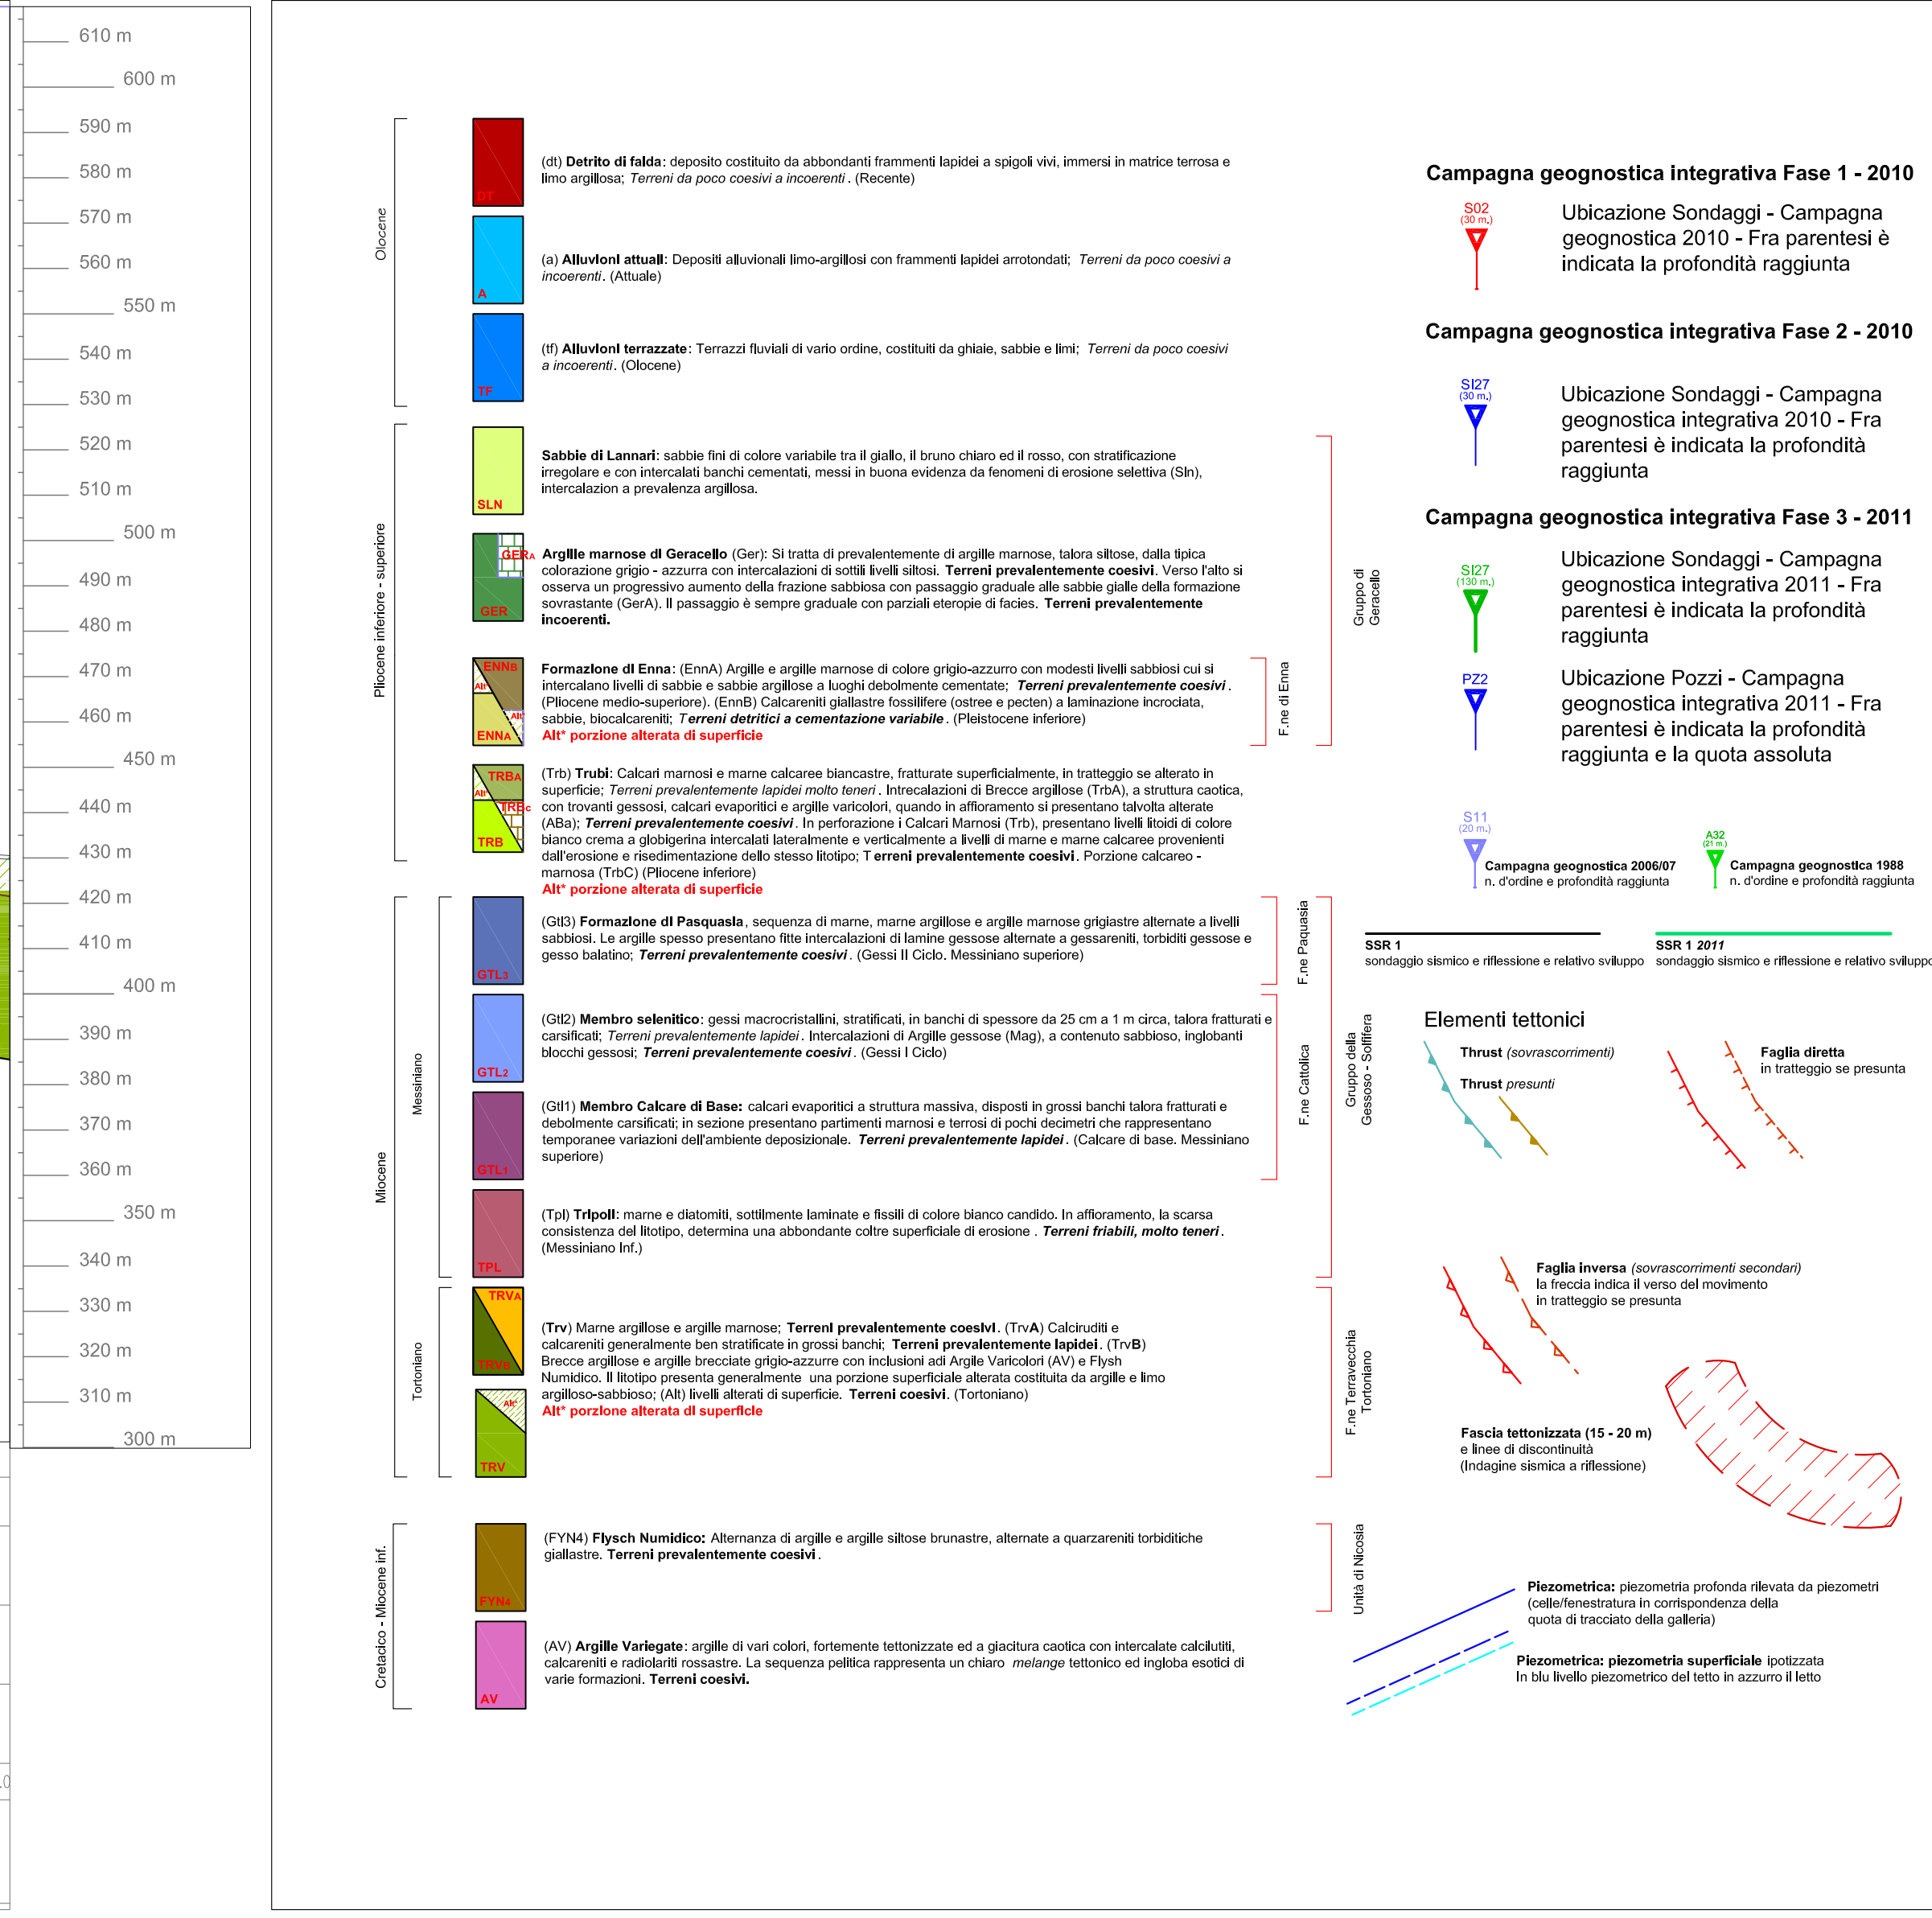 610 m
600 m
590 m
580 m
570 m
560 m
550 m
540 m
530 m
520 m
510 m
500 m
490 m
480 m
470 m
460 m
450 m
440 m
430 m
420 m
410 m
400 m
390 m
380 m
370 m
360 m
350 m
340 m
330 m
320 m
310 m
300 m
.0
Olocene
DT
(dt) Detrito di falda: deposito costituito da abbondanti frammenti lapidei a spigoli vivi, immersi in matrice terrosa e
limo argillosa; Terreni da poco coesivi a incoerenti. (Recente)
A
(a) Alluvioni attuali: Depositi alluvionali limo-argillosi con frammenti lapidei arrotondati; Terreni da poco coesivi a
incoerenti. (Attuale)
TF
(tf) Alluvioni terrazzate: Terrazzi fluviali di vario ordine, costituiti da ghiaie, sabbie e limi; Terreni da poco coesivi
a incoerenti. (Olocene)
Pliocene inferiore - superiore
SLN
Sabbie di Lannari: sabbie fini di colore variabile tra il giallo, il bruno chiaro ed il rosso, con stratificazione
irregolare e con intercalati banchi cementati, messi in buona evidenza da fenomeni di erosione selettiva (Sln),
intercalazion a prevalenza argillosa.
GERA
GER
Argille marnose di Geracello (Ger): Si tratta di prevalentemente di argille marnose, talora siltose, dalla tipica
colorazione grigio - azzurra con intercalazioni di sottili livelli siltosi. Terreni prevalentemente coesivi. Verso l'alto si
osserva un progressivo aumento della frazione sabbiosa con passaggio graduale alle sabbie gialle della formazione
sovrastante (GerA). Il passaggio è sempre graduale con parziali eteropie di facies. Terreni prevalentemente
incoerenti.
Gruppo di
Geracello
ENNB
Alt*
Alt*
ENNA
Formazione di Enna: (EnnA) Argille e argille marnose di colore grigio-azzurro con modesti livelli sabbiosi cui si
intercalano livelli di sabbie e sabbie argillose a luoghi debolmente cementate; Terreni prevalentemente coesivi.
(Pliocene medio-superiore). (EnnB) Calcareniti giallastre fossilifere (ostree e pecten) a laminazione incrociata,
sabbie, biocalcareniti; Terreni detritici a cementazione variabile. (Pleistocene inferiore)
Alt* porzione alterata di superficie
F.ne di Enna
TRBA
Alt*
TRBC
TRB
(Trb) Trubi: Calcari marnosi e marne calcaree biancastre, fratturate superficialmente, in tratteggio se alterato in
superficie; Terreni prevalentemente lapidei molto teneri. Intrecalazioni di Brecce argillose (TrbA), a struttura caotica,
con trovanti gessosi, calcari evaporitici e argille varicolori, quando in affioramento si presentano talvolta alterate
(ABa); Terreni prevalentemente coesivi. In perforazione i Calcari Marnosi (Trb), presentano livelli litoidi di colore
bianco crema a globigerina intercalati lateralmente e verticalmente a livelli di marne e marne calcaree provenienti
dall'erosione e risedimentazione dello stesso litotipo; T erreni prevalentemente coesivi. Porzione calcareo -
marnosa (TrbC) (Pliocene inferiore)
Alt* porzione alterata di superficie
Miocene
Messiniano
GTL3
(Gtl3) Formazione di Pasquasia, sequenza di marne, marne argillose e argille marnose grigiastre alternate a livelli
sabbiosi. Le argille spesso presentano fitte intercalazioni di lamine gessose alternate a gessareniti, torbiditi gessose e
gesso balatino; Terreni prevalentemente coesivi. (Gessi II Ciclo. Messiniano superiore)
F.ne Paquasia
GTL2
(Gtl2) Membro selenitico: gessi macrocristallini, stratificati, in banchi di spessore da 25 cm a 1 m circa, talora fratturati e
carsificati; Terreni prevalentemente lapidei. Intercalazioni di Argille gessose (Mag), a contenuto sabbioso, inglobanti
blocchi gessosi; Terreni prevalentemente coesivi. (Gessi I Ciclo)
GTL1
(Gtl1) Membro Calcare di Base: calcari evaporitici a struttura massiva, disposti in grossi banchi talora fratturati e
debolmente carsificati; in sezione presentano partimenti marnosi e terrosi di pochi decimetri che rappresentano
temporanee variazioni dell'ambiente deposizionale. Terreni prevalentemente lapidei. (Calcare di base. Messiniano
superiore)
F.ne Cattolica
Gruppo della
Gessoso - Solfifera
TPL
(Tpl) Tripoli: marne e diatomiti, sottilmente laminate e fissili di colore bianco candido. In affioramento, la scarsa
consistenza del litotipo, determina una abbondante coltre superficiale di erosione . Terreni friabili, molto teneri.
(Messiniano Inf.)
Tortoniano
TRVA
TRVB
Alt*
TRV
(Trv) Marne argillose e argille marnose; Terreni prevalentemente coesivi. (TrvA) Calciruditi e
calcareniti generalmente ben stratificate in grossi banchi; Terreni prevalentemente lapidei. (TrvB)
Brecce argillose e argille brecciate grigio-azzurre con inclusioni adi Argile Varicolori (AV) e Flysh
Numidico. Il litotipo presenta generalmente una porzione superficiale alterata costituita da argille e limo
argilloso-sabbioso; (Alt) livelli alterati di superficie. Terreni coesivi. (Tortoniano)
Alt* porzione alterata di superficie
F.ne Terravecchia
Tortoniano
Cretacico - Miocene inf.
FYN4
(FYN4) Flysch Numidico: Alternanza di argille e argille siltose brunastre, alternate a quarzareniti torbiditiche
giallastre. Terreni prevalentemente coesivi.
Unità di Nicosia
AV
(AV) Argille Variegate: argille di vari colori, fortemente tettonizzate ed a giacitura caotica con intercalate calcilutiti,
calcareniti e radiolariti rossastre. La sequenza pelitica rappresenta un chiaro melange tettonico ed ingloba esotici di
varie formazioni. Terreni coesivi.
Campagna geognostica integrativa Fase 1 - 2010
S02
(30 m.)
Ubicazione Sondaggi - Campagna
geognostica 2010 - Fra parentesi è
indicata la profondità raggiunta
Campagna geognostica integrativa Fase 2 - 2010
SI27
(30 m.)
Ubicazione Sondaggi - Campagna
geognostica integrativa 2010 - Fra
parentesi è indicata la profondità
raggiunta
Campagna geognostica integrativa Fase 3 - 2011
SI27
(130 m.)
Ubicazione Sondaggi - Campagna
geognostica integrativa 2011 - Fra
parentesi è indicata la profondità
raggiunta
PZ2
Ubicazione Pozzi - Campagna
geognostica integrativa 2011 - Fra
parentesi è indicata la profondità
raggiunta e la quota assoluta
S11
(20 m.)
Campagna geognostica 2006/07
n. d'ordine e profondità raggiunta
A32
(21 m.)
Campagna geognostica 1988
n. d'ordine e profondità raggiunta
SSR 1
sondaggio sismico e riflessione e relativo sviluppo
SSR 1 2011
sondaggio sismico e riflessione e relativo sviluppo
Elementi tettonici
Thrust (sovrascorrimenti)
Thrust presunti
Faglia diretta
in tratteggio se presunta
Faglia inversa (sovrascorrimenti secondari)
la freccia indica il verso del movimento
in tratteggio se presunta
Fascia tettonizzata (15 - 20 m)
e linee di discontinuità
(Indagine sismica a riflessione)
Piezometrica: piezometria profonda rilevata da piezometri
(celle/fenestratura in corrispondenza della
quota di tracciato della galleria)
Piezometrica: piezometria superficiale ipotizzata
In blu livello piezometrico del tetto in azzurro il letto